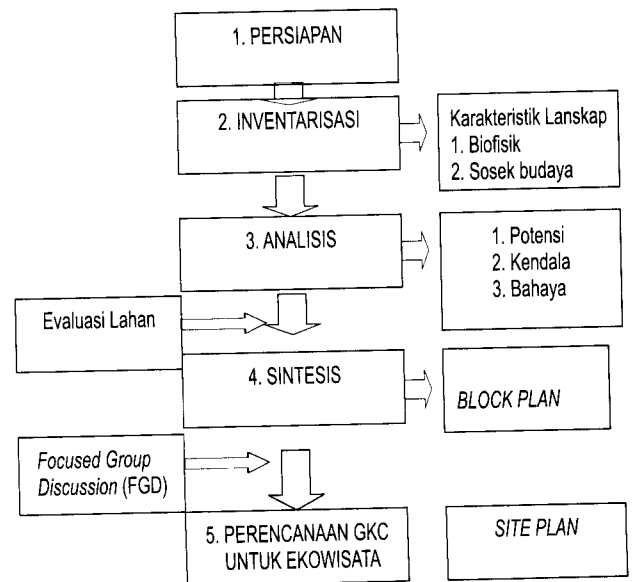 1. PERSIAPAN
2. INVENTARISASI
Karakteristik Lanskap
1. Biofisik
2. Sosek budaya
3. ANALISIS
1. Potensi
2. Kendala
3. Bahaya
Evaluasi Lahan
4. SINTESIS
BLOCK PLAN
Focused Group
Discussion (FGD)
5. PERENCANAAN GKC
UNTUK EKOWISATA
SITE PLAN